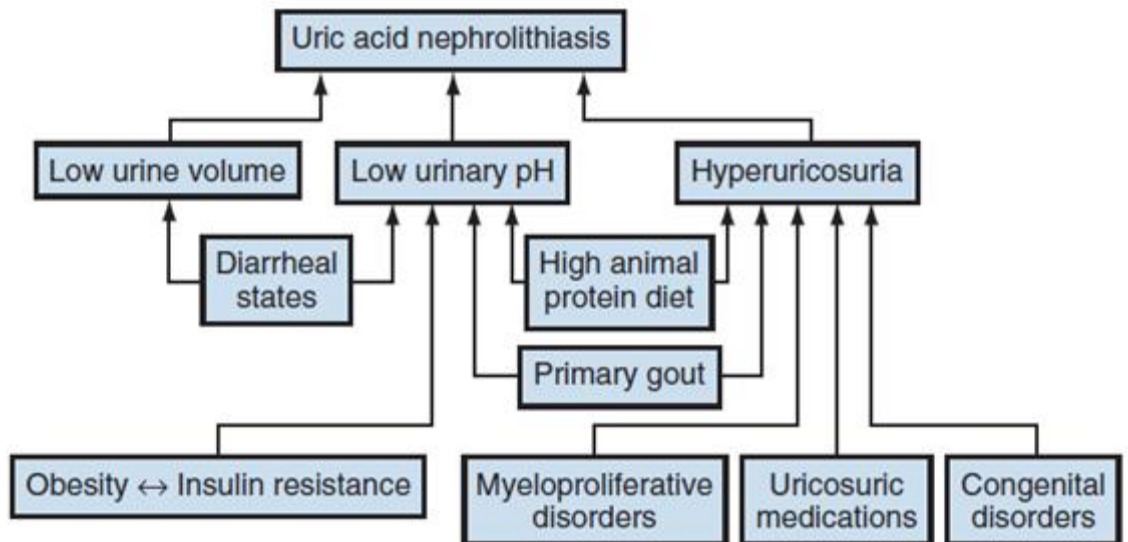 Uric acid nephrolithiasis
Low urine volume
Low urinary pH
Hyperuricosuria
Diarrheal
states
High animal
protein diet
Primary gout
Obesity ↔ Insulin resistance
Myeloproliferative
disorders
Uricosuric
medications
Congenital
disorders